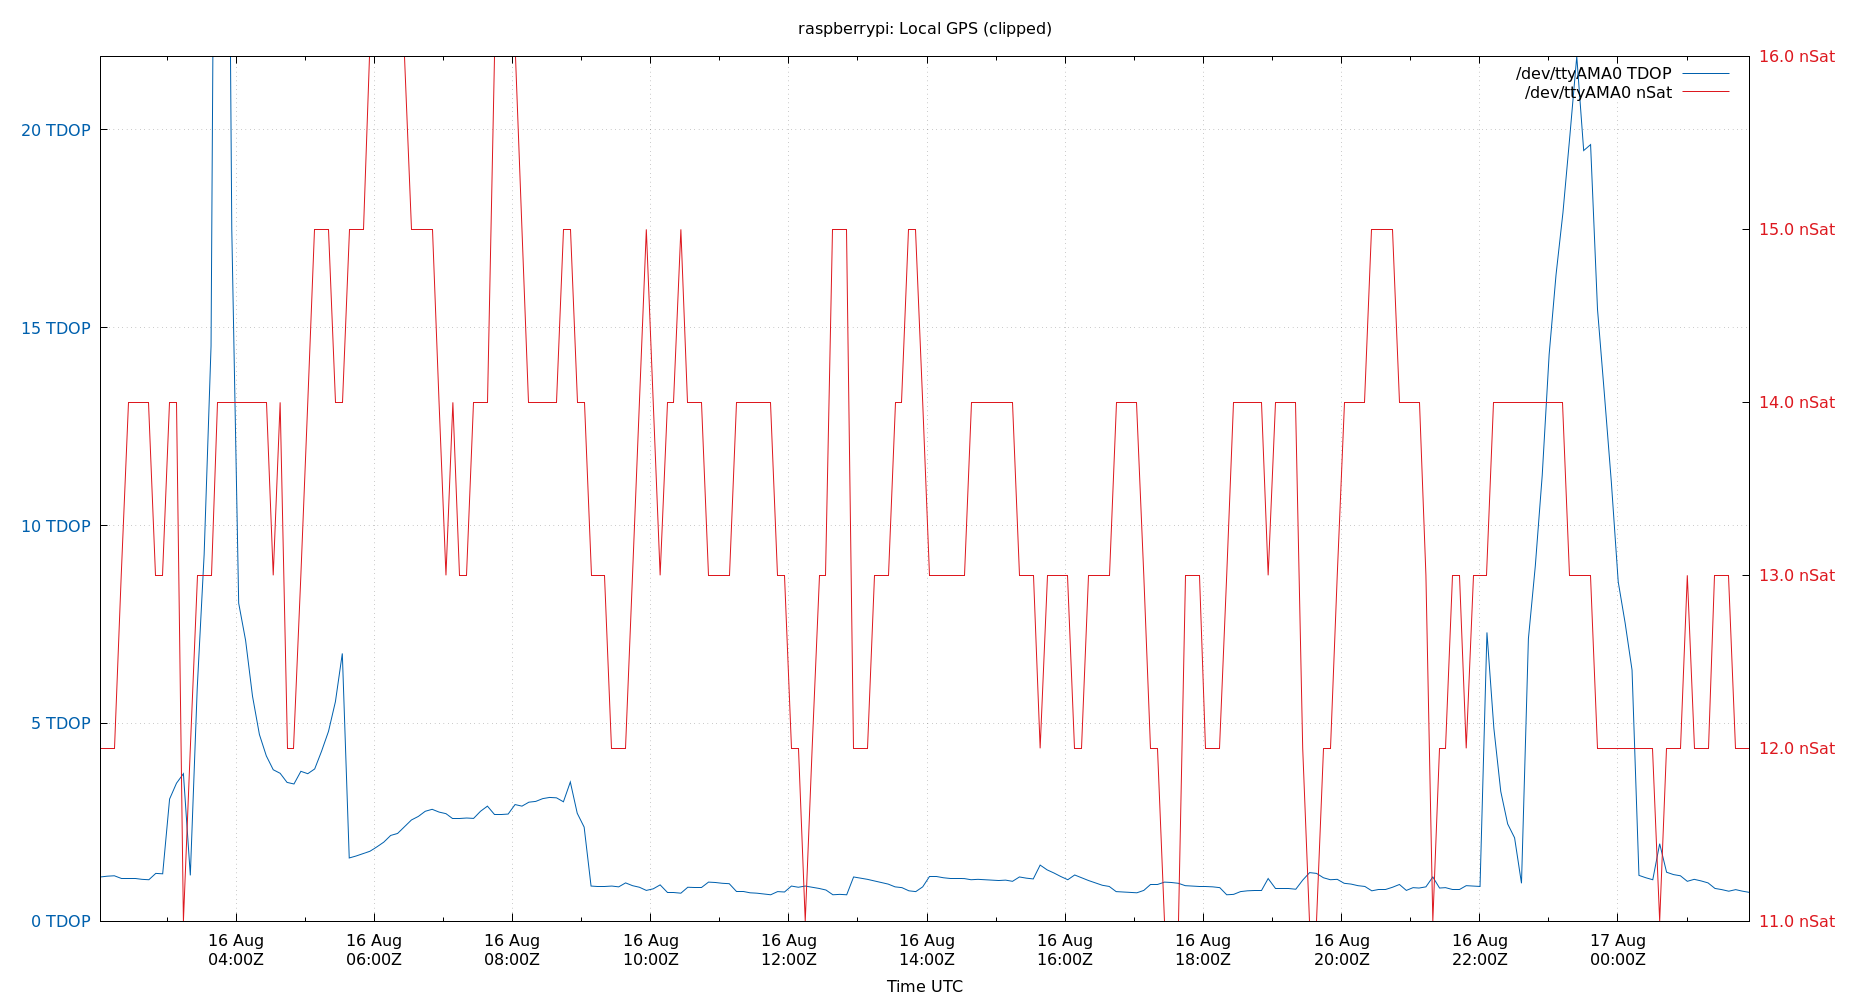 raspberrypi: Local GPS (clipped)
/dev/ttyAMA0 TDOP
/dev/ttyAMA0 nSat
20 TDOP
15 TDOP
10 TDOP
5 TDOP
0 TDOP
16.0 nSat
15.0 nSat
14.0 nSat
13.0 nSat
12.0 nSat
11.0 nSat
16 Aug
04:00Z
16 Aug
06:00Z
16 Aug
08:00Z
16 Aug
10:00Z
16 Aug
12:00Z
16 Aug
14:00Z
16 Aug
16:00Z
16 Aug
18:00Z
16 Aug
20:00Z
16 Aug
22:00Z
17 Aug
00:00Z
Time UTC